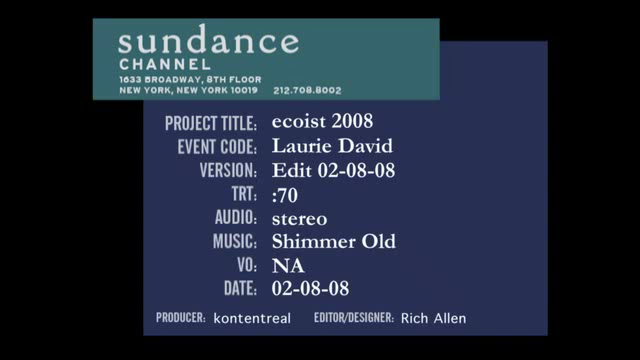 sundance
CHANNEL
1633 BROADWAY, 8TH FLOOR
NEW YORK, NEW YORK 10019 212.708.8002
PROJECT TITLE: ecoist 2008
EVENT CODE: Laurie David
VERSION: Edit 02-08-08
TRT: :70
AUDIO: stereo
MUSIC: Shimmer Old
VO: NA
DATE: 02-08-08
PRODUCER: kontentreal EDITOR/DESIGNER: Rich Allen